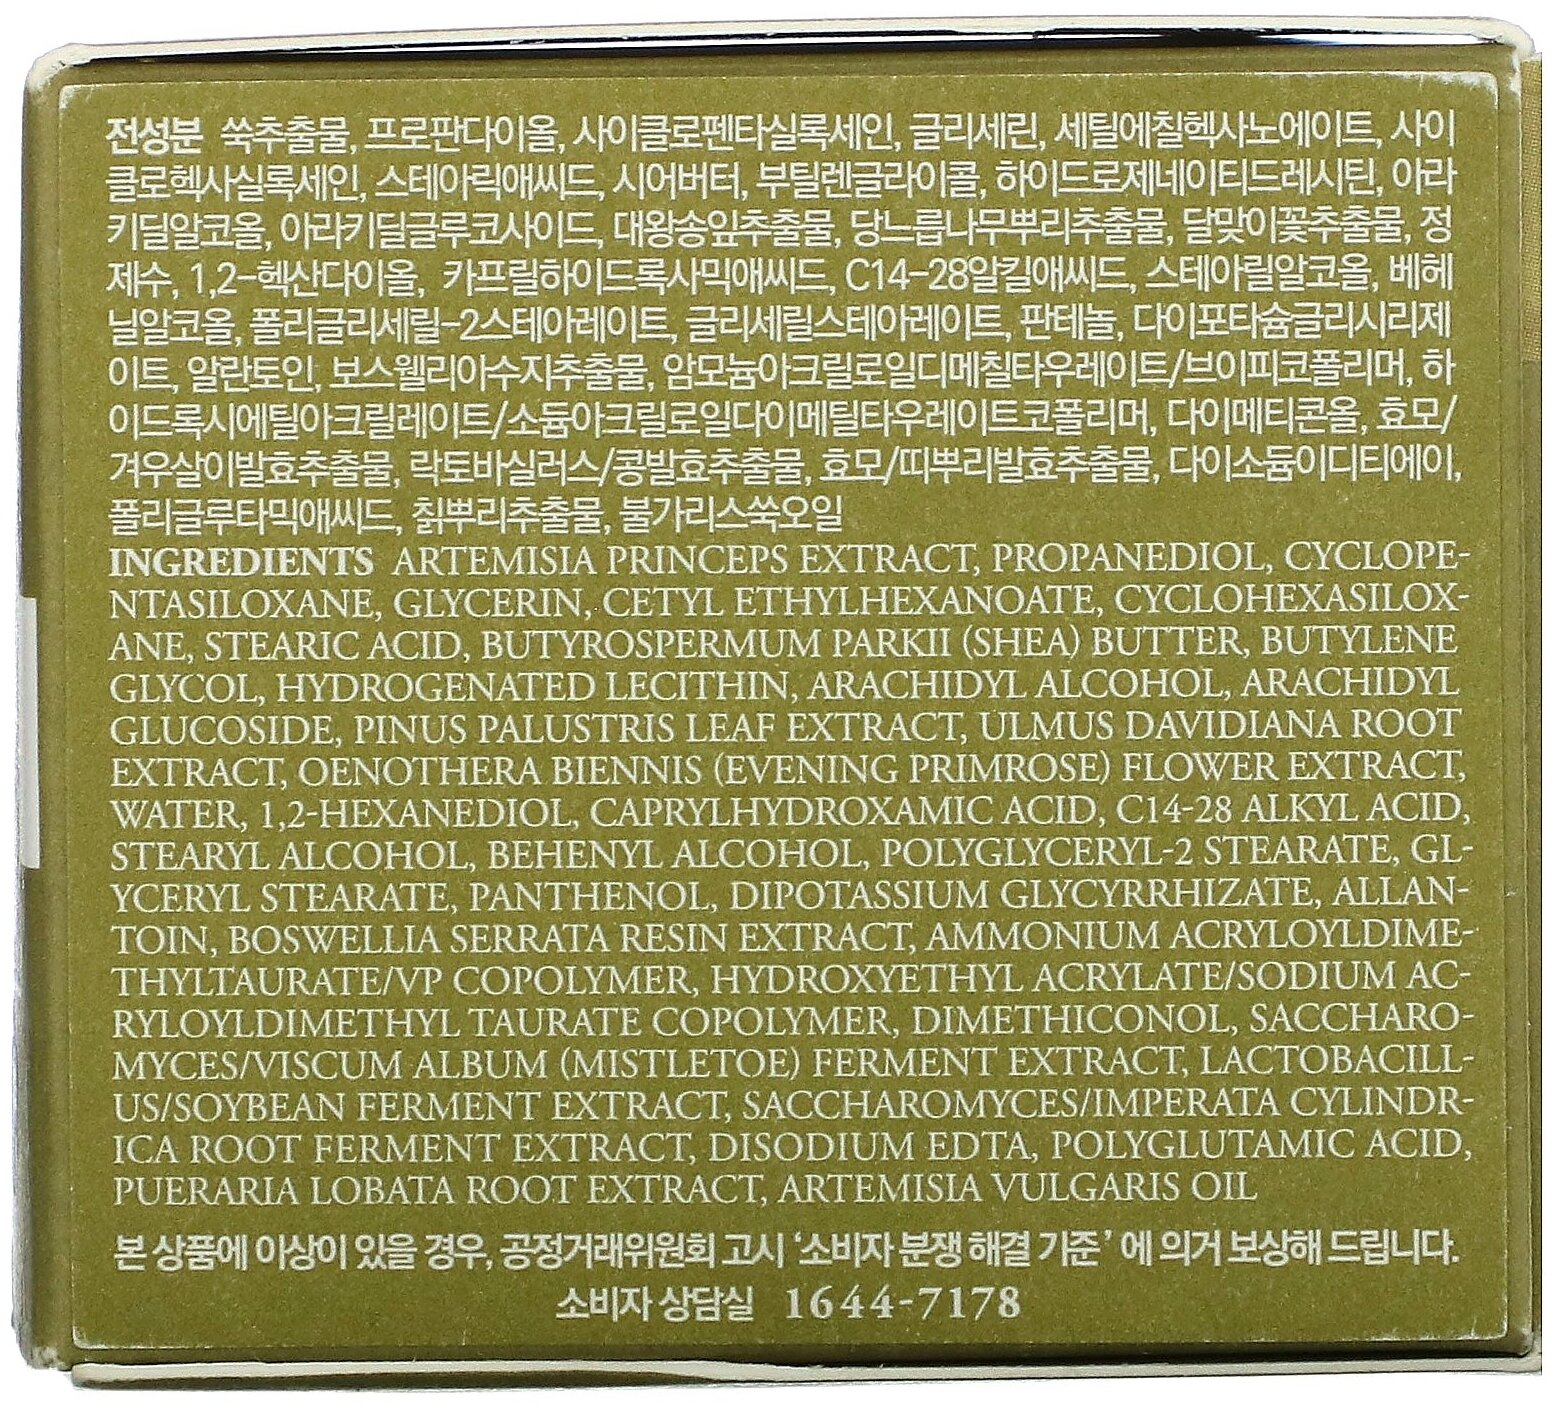 전성분 쑥추출물, 프로판다이올, 사이클로펜타실록세인, 글리세린, 세틸에칠헥사노에이트, 사이
클로헥사실록세인, 스테아릭애씨드, 시어버터, 부틸렌글라이콜, 하이드로제네이티드레시틴, 아라
키딜알코올, 아라키딜글루코사이드, 대왕송잎추출물, 당느릅나무뿌리추출물, 달맞이꽃추출물, 정
제수, 1,2-헥산다이올, 카프릴하이드록사믹애씨드, C14-28알킬애씨드, 스테아릴알코올, 베헤
닐알코올, 폴리글리세릴-2스테아레이트, 글리세릴스테아레이트, 판테놀, 다이포타슘글리시리제
이트, 알란토인, 보스웰리아수지추출물, 암모늄아크릴로일디메칠타우레이트/브이피코폴리머, 하
이드록시에틸아크릴레이트/소듐아크릴로일다이메틸타우레이트코폴리머, 다이메티콘올, 효모/
겨우살이발효추출물, 락토바실러스/콩발효추출물, 효모/띠뿌리발효추출물, 다이소듐이디티에이,
폴리글루타믹애씨드, 칡뿌리추출물, 불가리스쑥오일
INGREDIENTS ARTEMISIA PRINCEPS EXTRACT, PROPANEDIOL, CYCLOPE-
NTASILOXANE, GLYCERIN, CETYL ETHYLHEXANOATE, CYCLOHEXASILOX-
ANE, STEARIC ACID, BUTYROSPERMUM PARKII (SHEA) BUTTER, BUTYLENE
GLYCOL, HYDROGENATED LECITHIN, ARACHIDYL ALCOHOL, ARACHIDYL
GLUCOSIDE, PINUS PALUSTRIS LEAF EXTRACT, ULMUS DAVIDIANA ROOT
EXTRACT, OENOTHERA BIENNIS (EVENING PRIMROSE) FLOWER EXTRACT,
WATER, 1,2-HEXANEDIOL, CAPRYLHYDROXAMIC ACID, C14-28 ALKYL ACID,
STEARYL ALCOHOL, BEHENYL ALCOHOL, POLYGLYCERYL-2 STEARATE, GL-
YCERYL STEARATE, PANTHENOL, DIPOTASSIUM GLYCYRRHIZATE, ALLAN-
TOIN, BOSWELLIA SERRATA RESIN EXTRACT, AMMONIUM ACRYLOYLDIME-
THYLTAURATE/VP COPOLYMER, HYDROXYETHYL ACRYLATE/SODIUM AC-
RYLOYLDIMETHYL TAURATE COPOLYMER, DIMETHICONOL, SACCHARO-
MYCES/VISCUM ALBUM (MISTLETOE) FERMENT EXTRACT, LACTOBACILL-
US/SOYBEAN FERMENT EXTRACT, SACCHAROMYCES/IMPERATA CYLINDR-
ICA ROOT FERMENT EXTRACT, DISODIUM EDTA, POLYGLUTAMIC ACID,
PUERARIA LOBATA ROOT EXTRACT, ARTEMISIA VULGARIS OIL
본 상품에 이상이 있을 경우, 공정거래위원회 고시 '소비자 분쟁 해결 기준' 에 의거 보상해 드립니다.
소비자 상담실 1644-7178